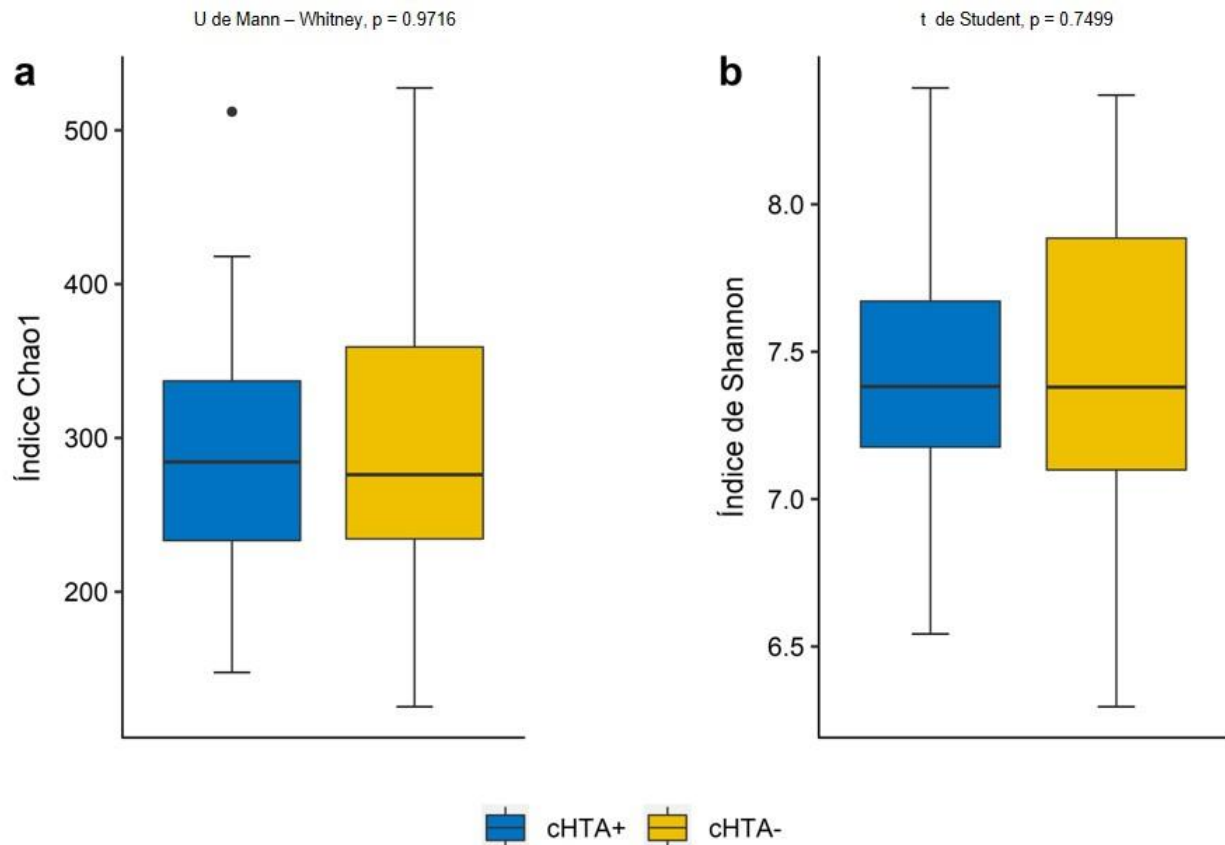 U de Mann – Whitney, p = 0.9716
a
Índice Chao1
500
400
300
200
t de Student, p = 0.7499
b
Índice de Shannon
8.0
7.5
7.0
6.5
cHTA+
cHTA-